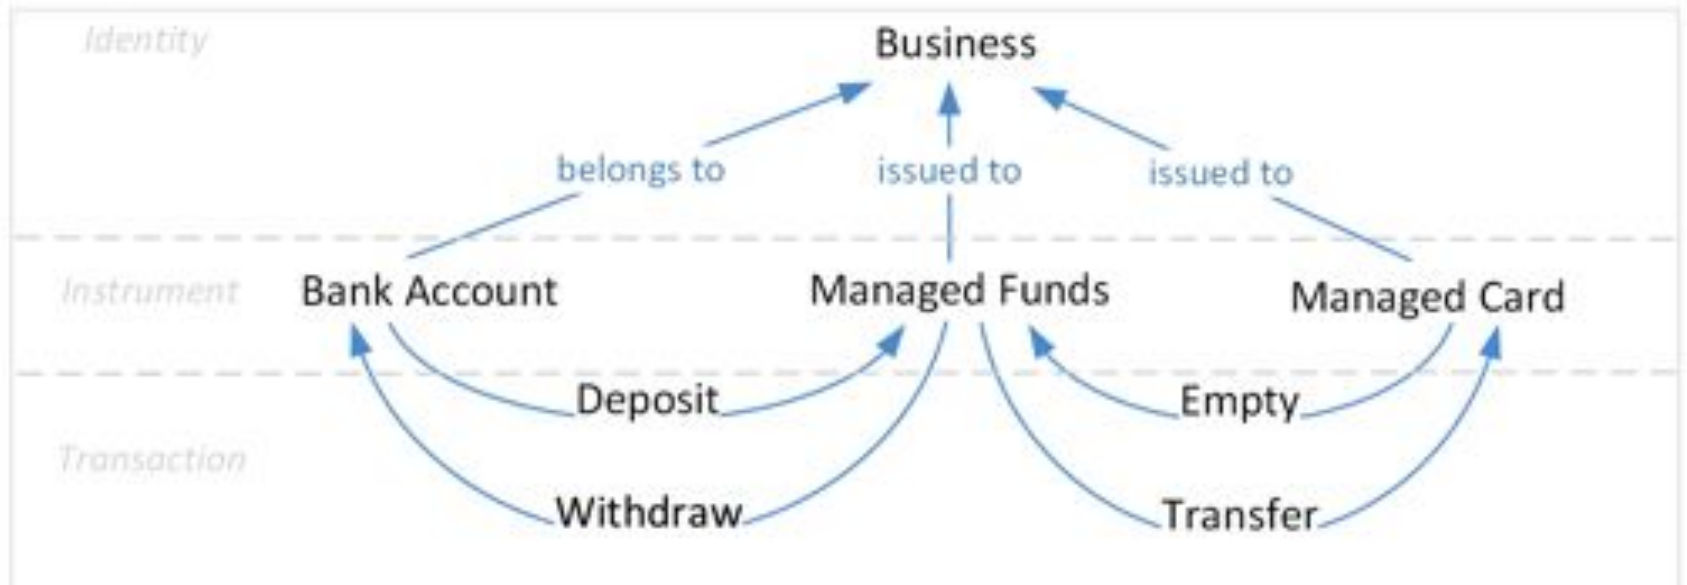 Identity
Business
belongs to
issued to
issued to
Instrument
Bank Account
Managed Funds
Managed Card
Deposit
Empty
Transaction
Withdraw
Transfer